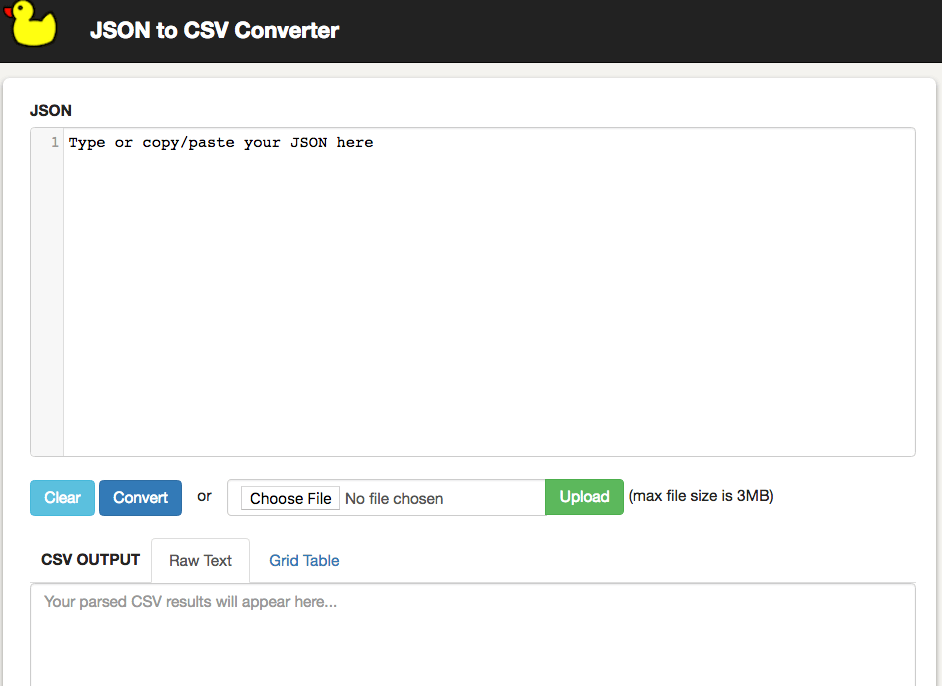 JSON to CSV Converter
JSON
1 Type or copy/paste your JSON here
Clear Convert or Choose File No file chosen Upload (max file size is 3MB)
CSV OUTPUT Raw Text Grid Table
Your parsed CSV results will appear here...